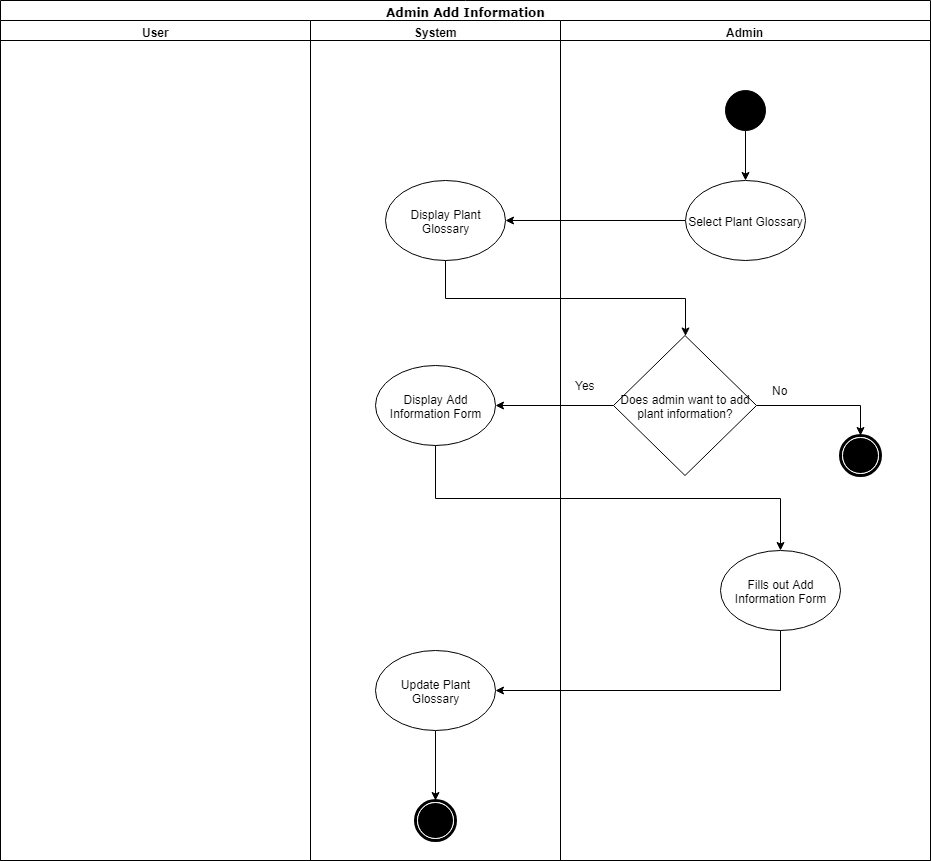 Admin Add Information
User
System
Admin
Display Plant
Glossary
Select Plant Glossary
Yes
No
Display Add
Information Form
Does admin want to add
plant information?
Fills out Add
Information Form
Update Plant
Glossary